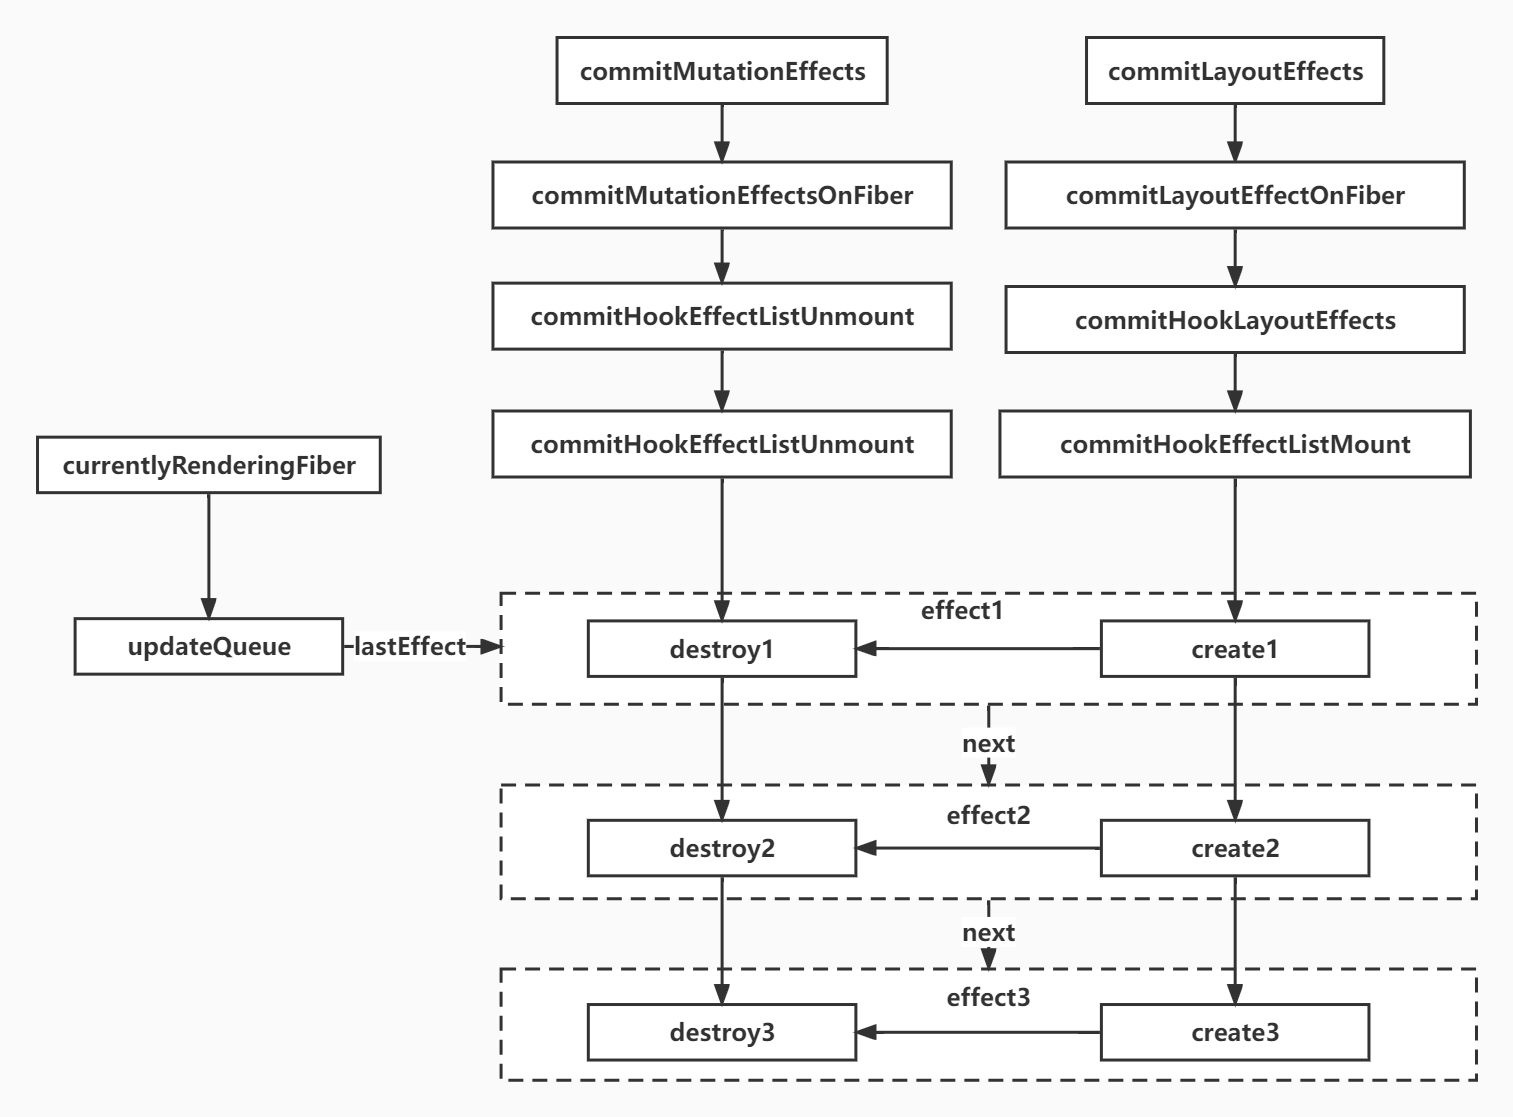 commitMutationEffects
commitLayoutEffects
commitMutationEffectsOnFiber
commitLayoutEffectOnFiber
commitHookEffectListUnmount
commitHookLayoutEffects
commitHookEffectListUnmount
commitHookEffectListMount
currentlyRenderingFiber
effect1
updateQueue
lastEffect
destroy1
create1
next
effect2
destroy2
create2
next
effect3
destroy3
create3